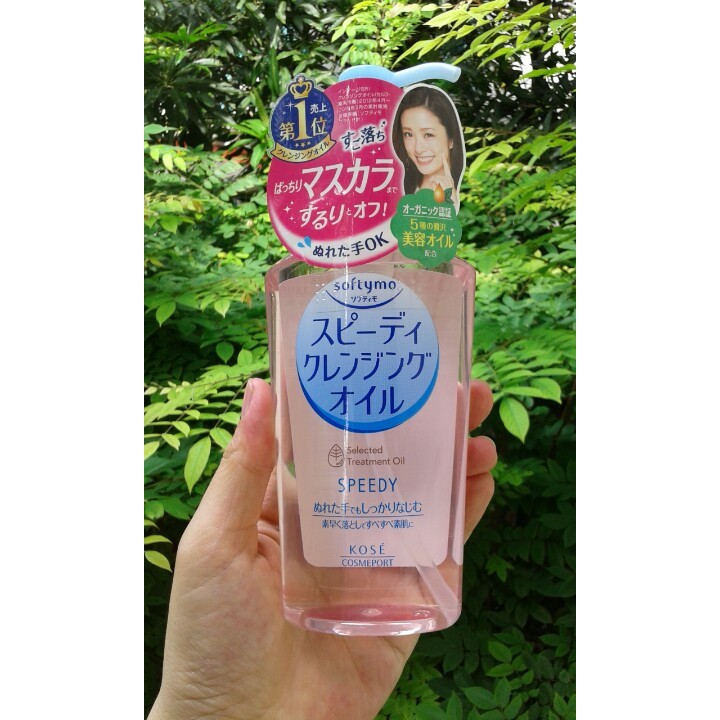 売上
第1位
クレンジングオイル
すご落ち
ぱっちりマスカラまで
するりとオフ!
ぬれた手OK
オーガニック認証
5種の贅沢
美容オイル
配合
softymo
ソフティモ
スピーディ
クレンジング
オイル
Selected
Treatment Oil
SPEEDY
ぬれた手でもしっかりなじむ
素早く落としてすべすべ素肌に
KOSÉ
COSMEPORT